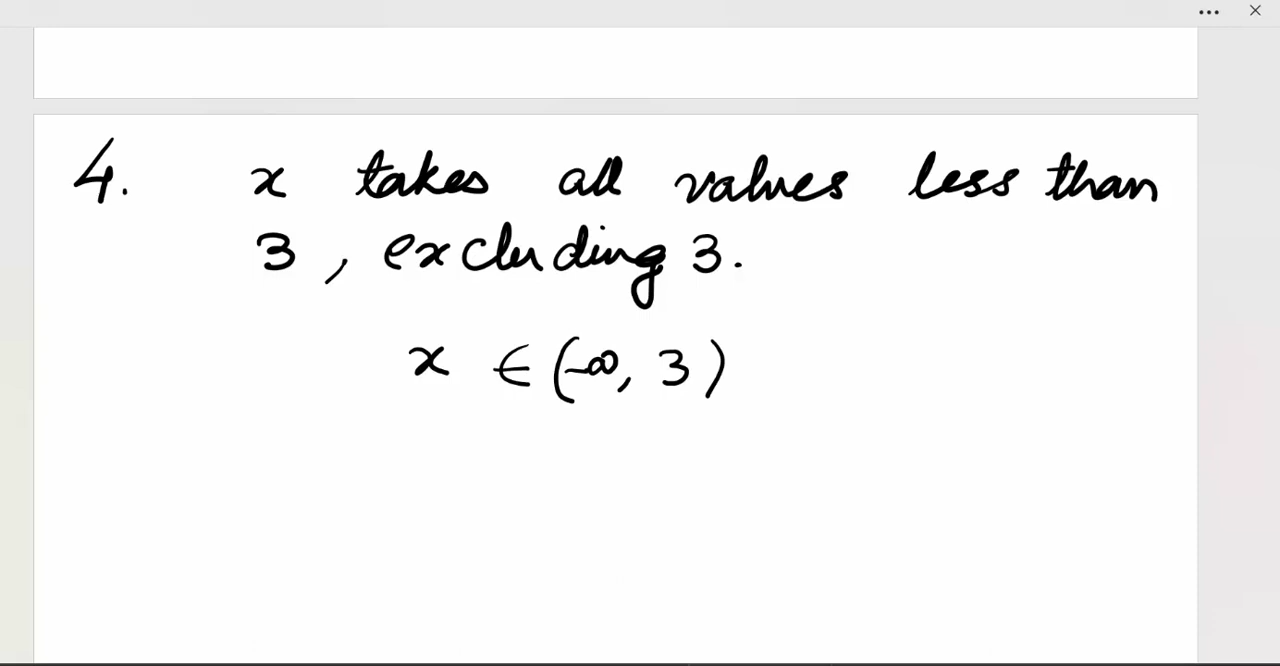 4. x takes all values less than
3 , excluding 3.
x ∈ (-∞, 3)